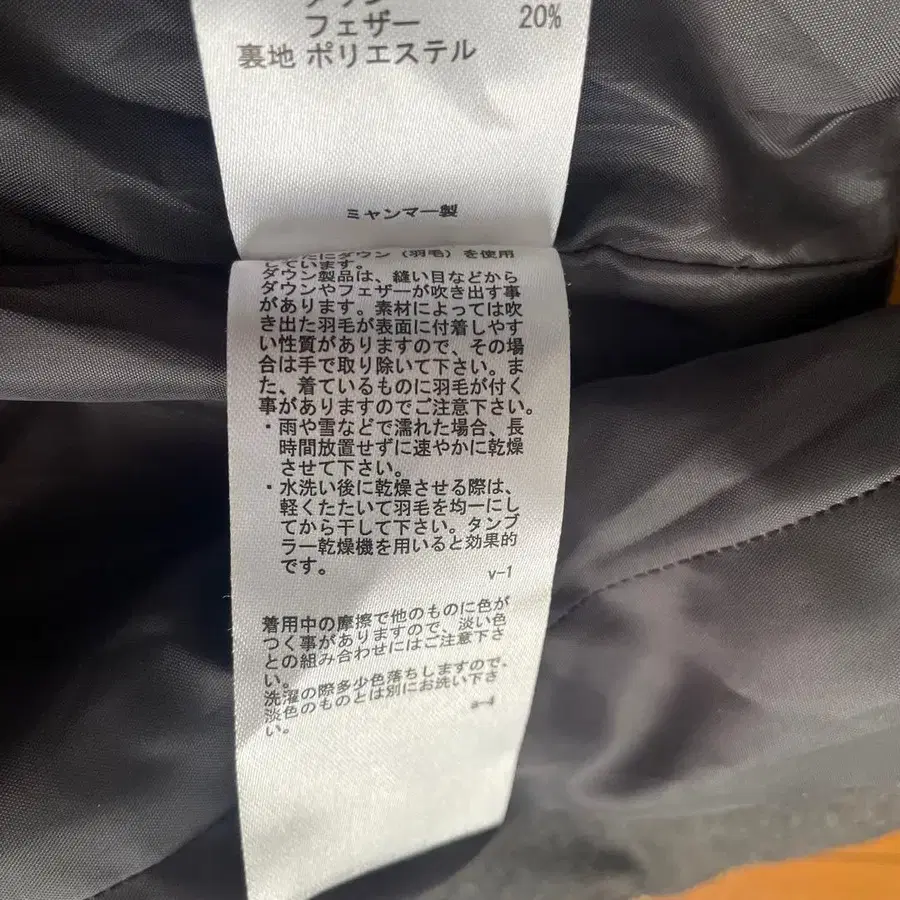 フェザー 20%
裏地 ポリエステル
ミャンマー製
ダウン（羽毛）を使用
しています。
ダウン製品は、縫い目などから
ダウンやフェザーが吹き出す事
があります。素材によっては吹
き出た羽毛が表面に付着しやす
い性質がありますので、その場
合は手で取り除いて下さい。ま
た、着ているものに羽毛が付く
事がありますのでご注意下さい。
・雨や雪などで濡れた場合、長
時間放置せずに速やかに乾燥
させて下さい。
・水洗い後に乾燥させる際は、
軽くたたいて羽毛を均一にし
てから干して下さい。タンブ
ラー乾燥機を用いると効果的
です。
v-1
着用中の摩擦で他のものに色が
つく事がありますので、淡い色
との組み合わせにはご注意下さ
い。
洗濯の際多少色落ちしますので、
淡色のものとは別にお洗い下さ
い。
a-4